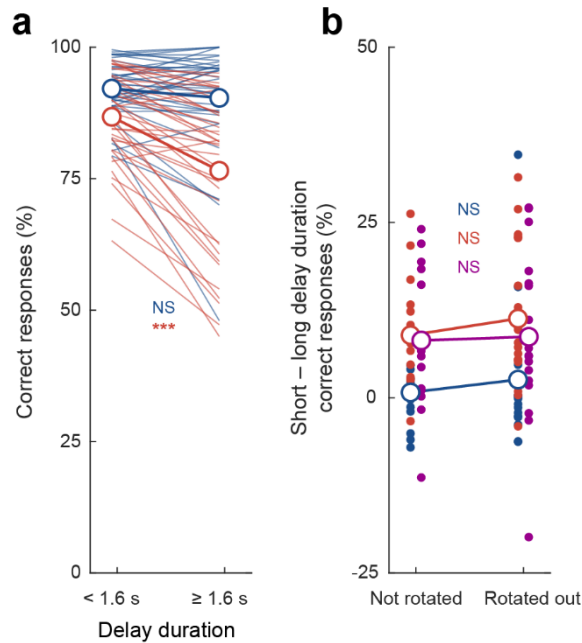 a
Correct responses (%)
100
75
50
25
0
NS
***
< 1.6 s
≥ 1.6 s
Delay duration
b
Short – long delay duration
correct responses (%)
50
25
0
-25
NS
NS
NS
Not rotated
Rotated out